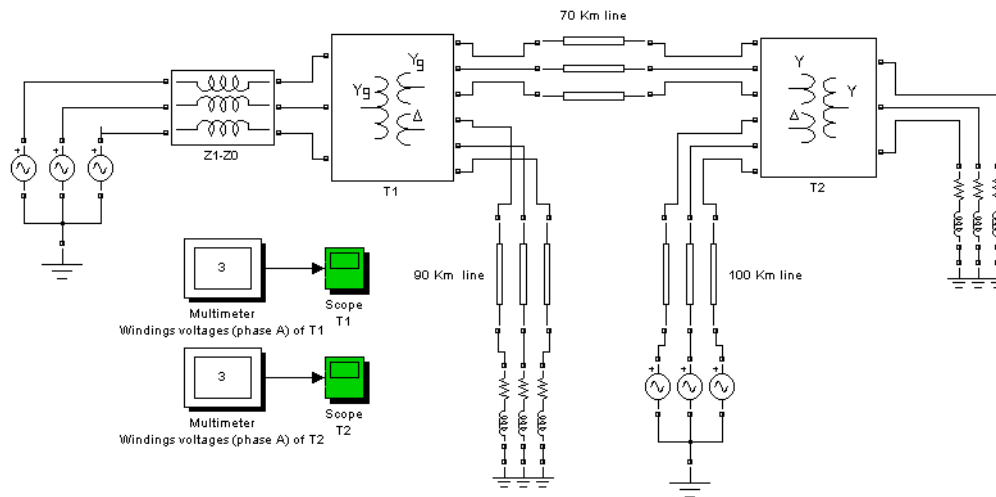 70 Km line
Yg
Yg
Δ
Y
Y
Δ
Z1-Z0
T1
T2
90 Km line
100 Km line
3
Multimeter
Windings voltages (phase A) of T1
Scope
T1
3
Multimeter
Windings voltages (phase A) of T2
Scope
T2
+
+
+
+
+
+